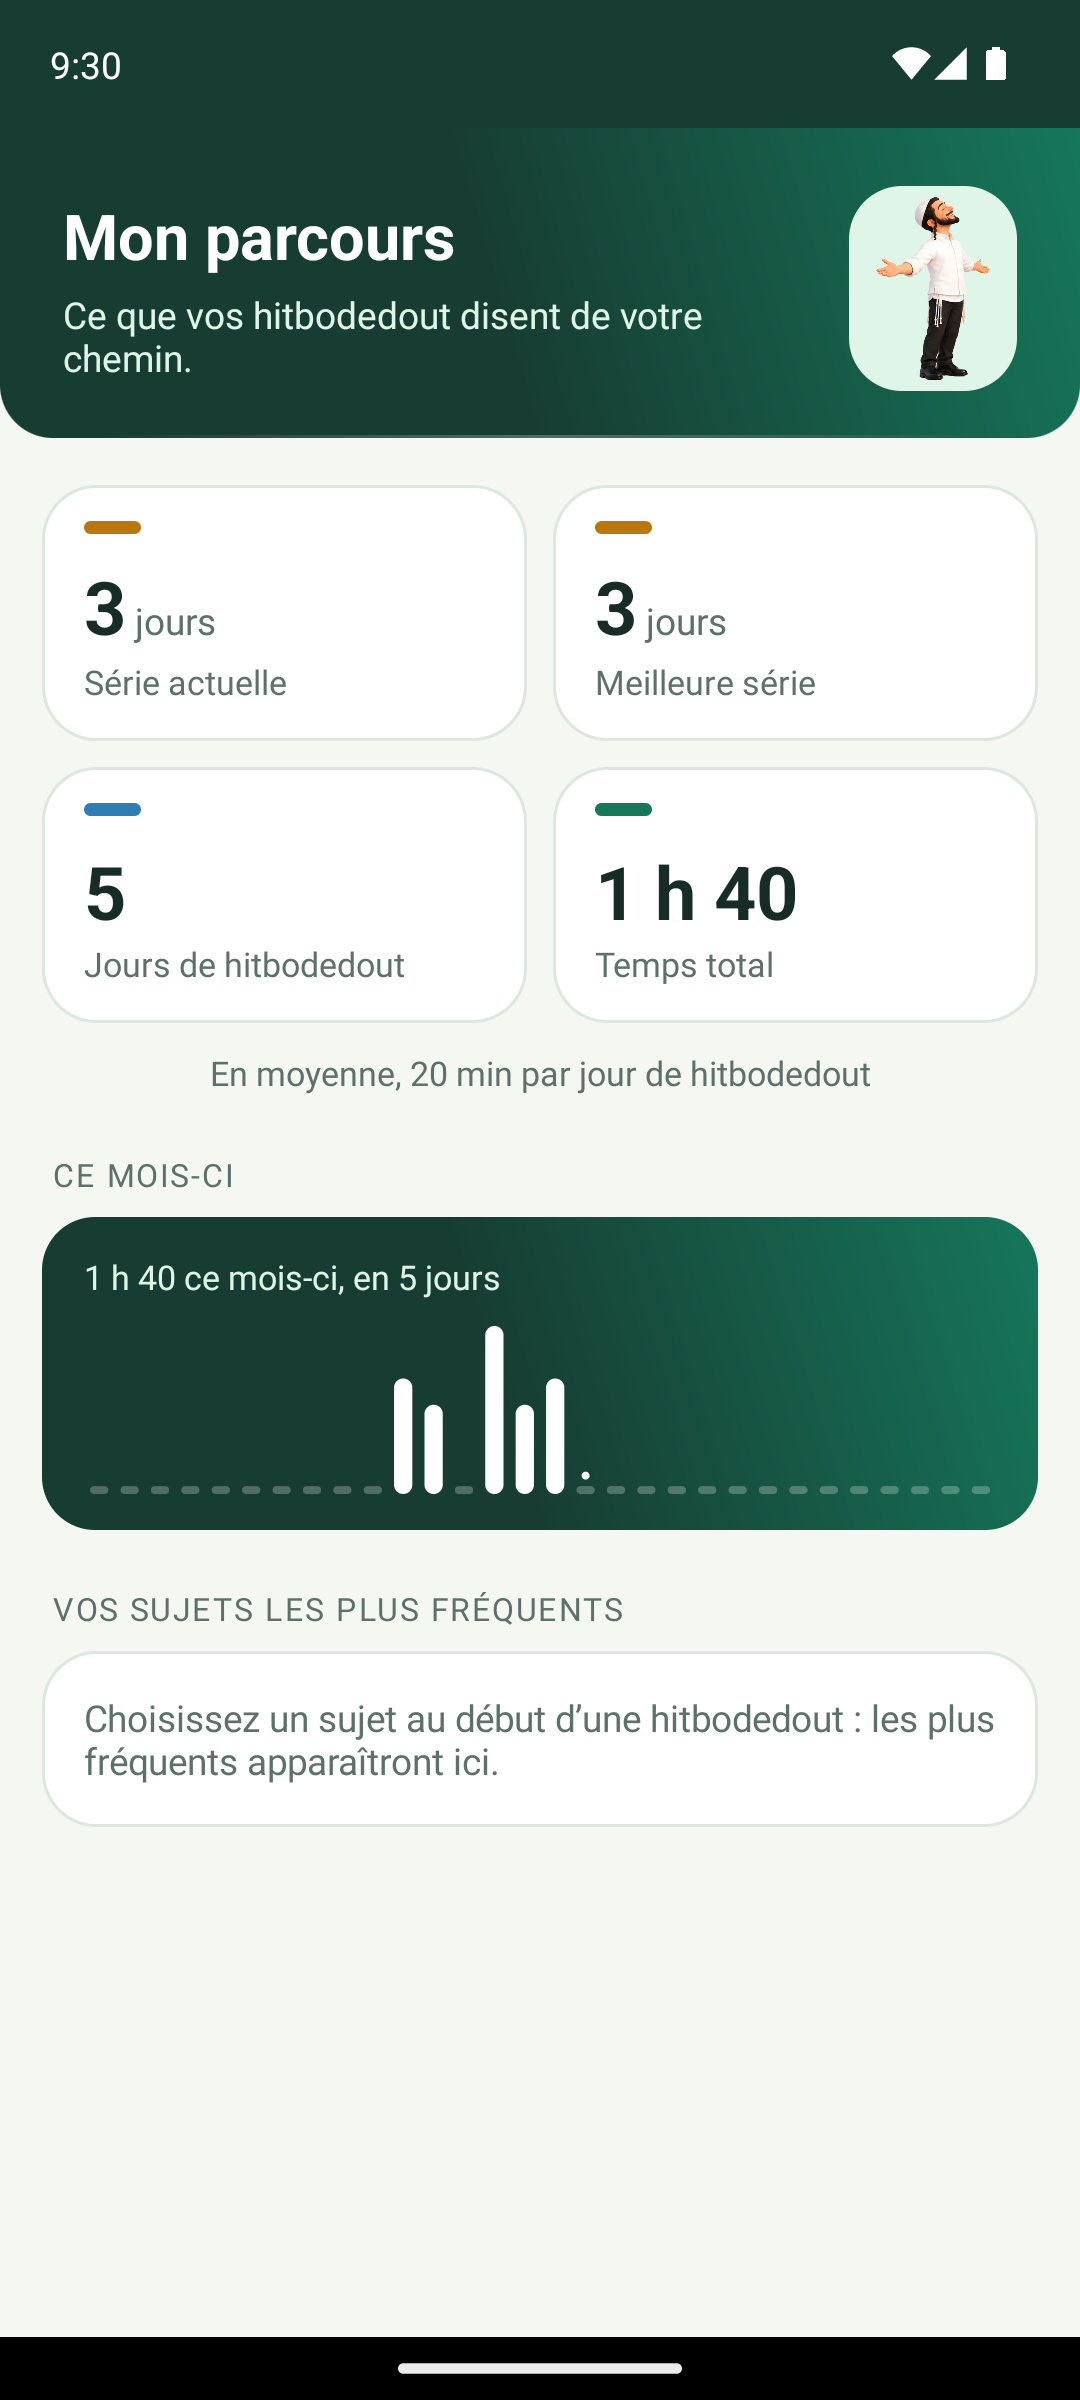 9:30
Mon parcours
Ce que vos hitbodedout disent de votre
chemin.
3 jours
Série actuelle
3 jours
Meilleure série
5
Jours de hitbodedout
1 h 40
Temps total
En moyenne, 20 min par jour de hitbodedout
CE MOIS-CI
1 h 40 ce mois-ci, en 5 jours
VOS SUJETS LES PLUS FRÉQUENTS
Choisissez un sujet au début d’une hitbodedout : les plus
fréquents apparaîtront ici.